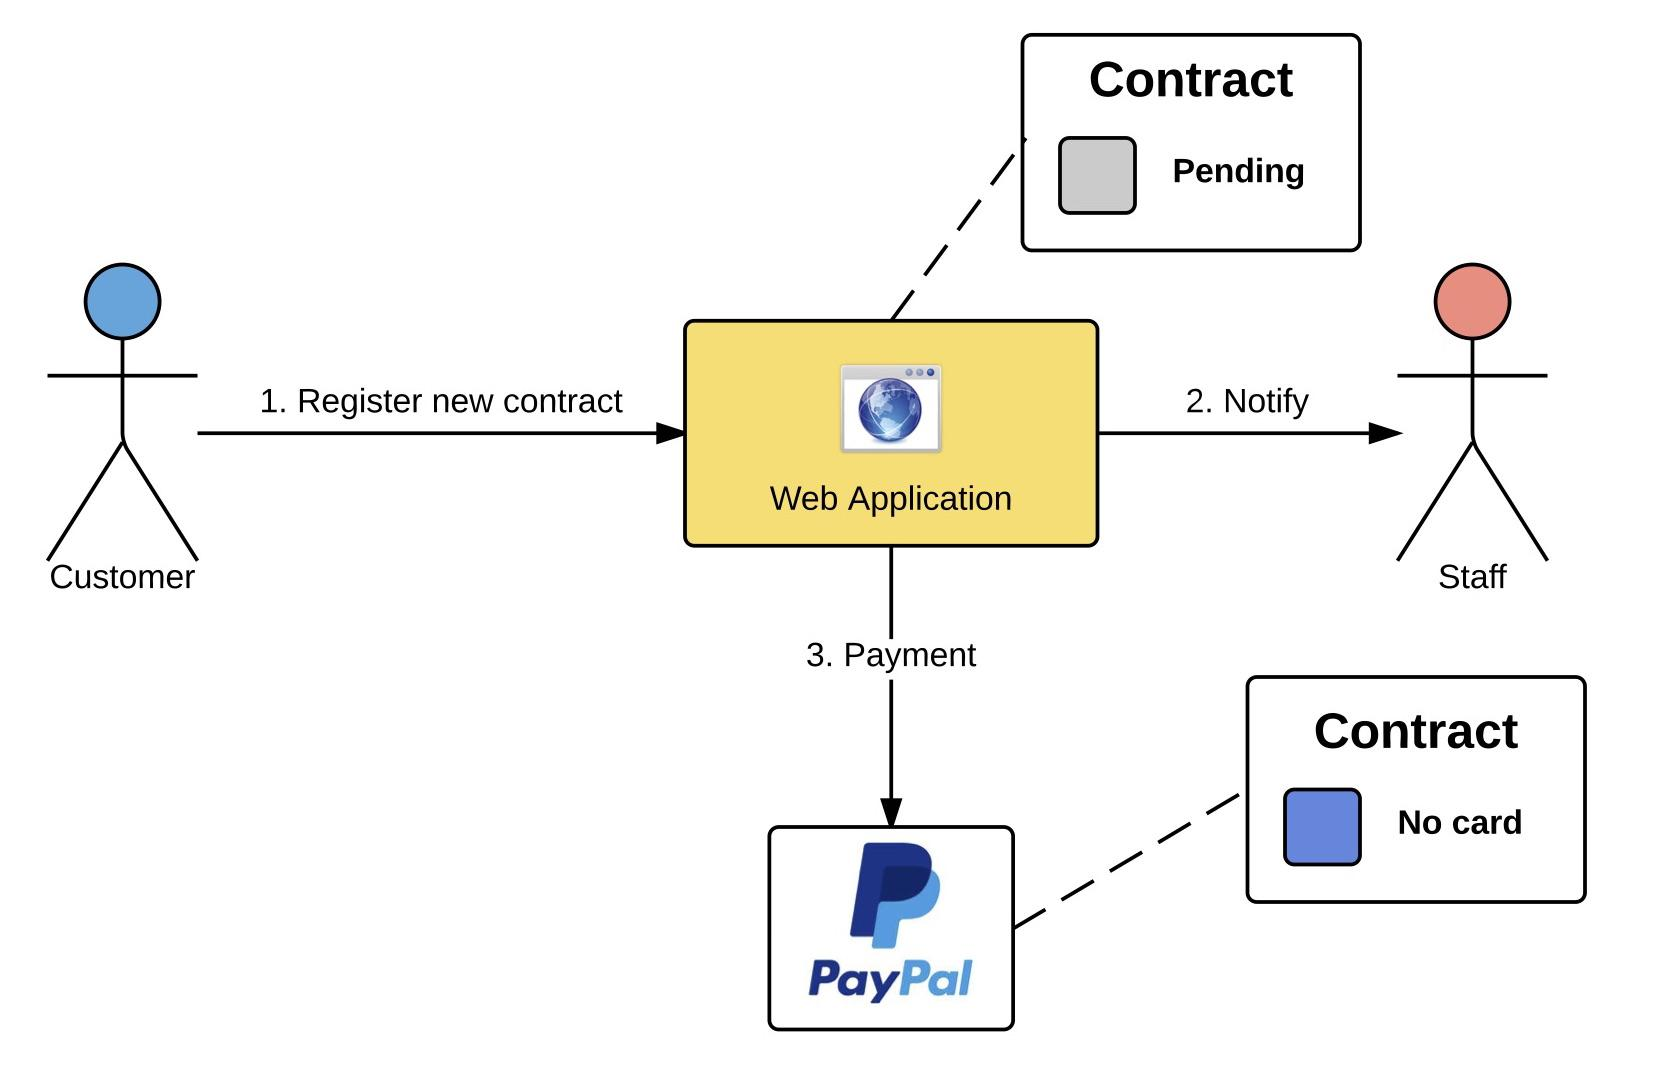 Contract
Pending
1. Register new contract
2. Notify
Web Application
Customer
Staff
3. Payment
Contract
No card
PayPal